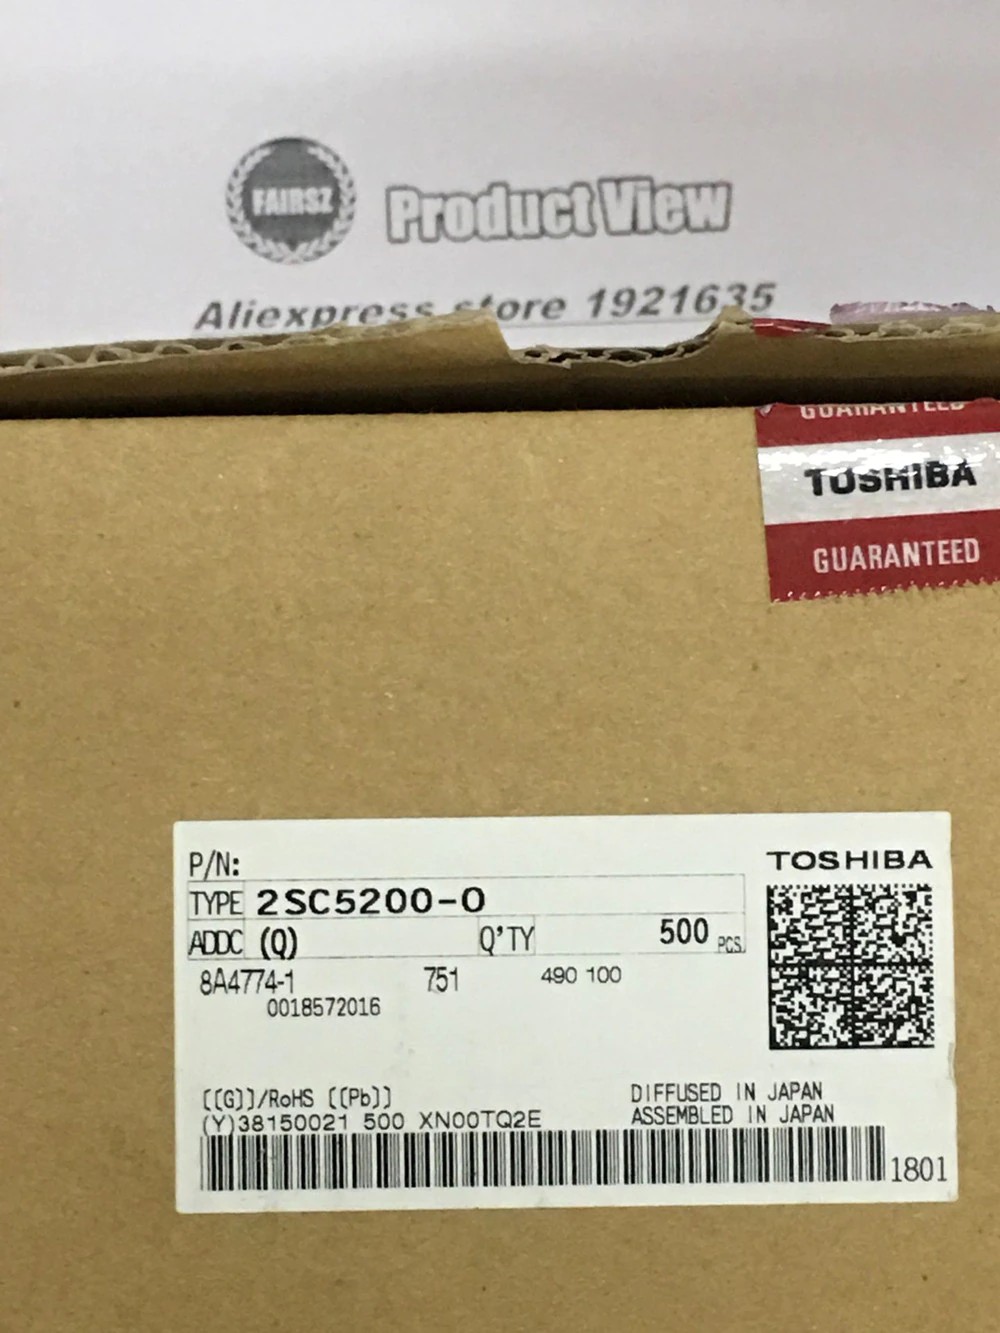 FAIRSZ
Product View
Aliexpress store 1921635
GUARANTEED
TOSHIBA
GUARANTEED
P/N:
TOSHIBA
TYPE 2SC5200-O
ADDC (Q) Q'TY 500 PCS.
8A4774-1 751 490 100
0018572016
[[G]]/RoHS [[Pb]]
DIFFUSED IN JAPAN
(Y)38150021 500 XN00TQ2E
ASSEMBLED IN JAPAN
1801